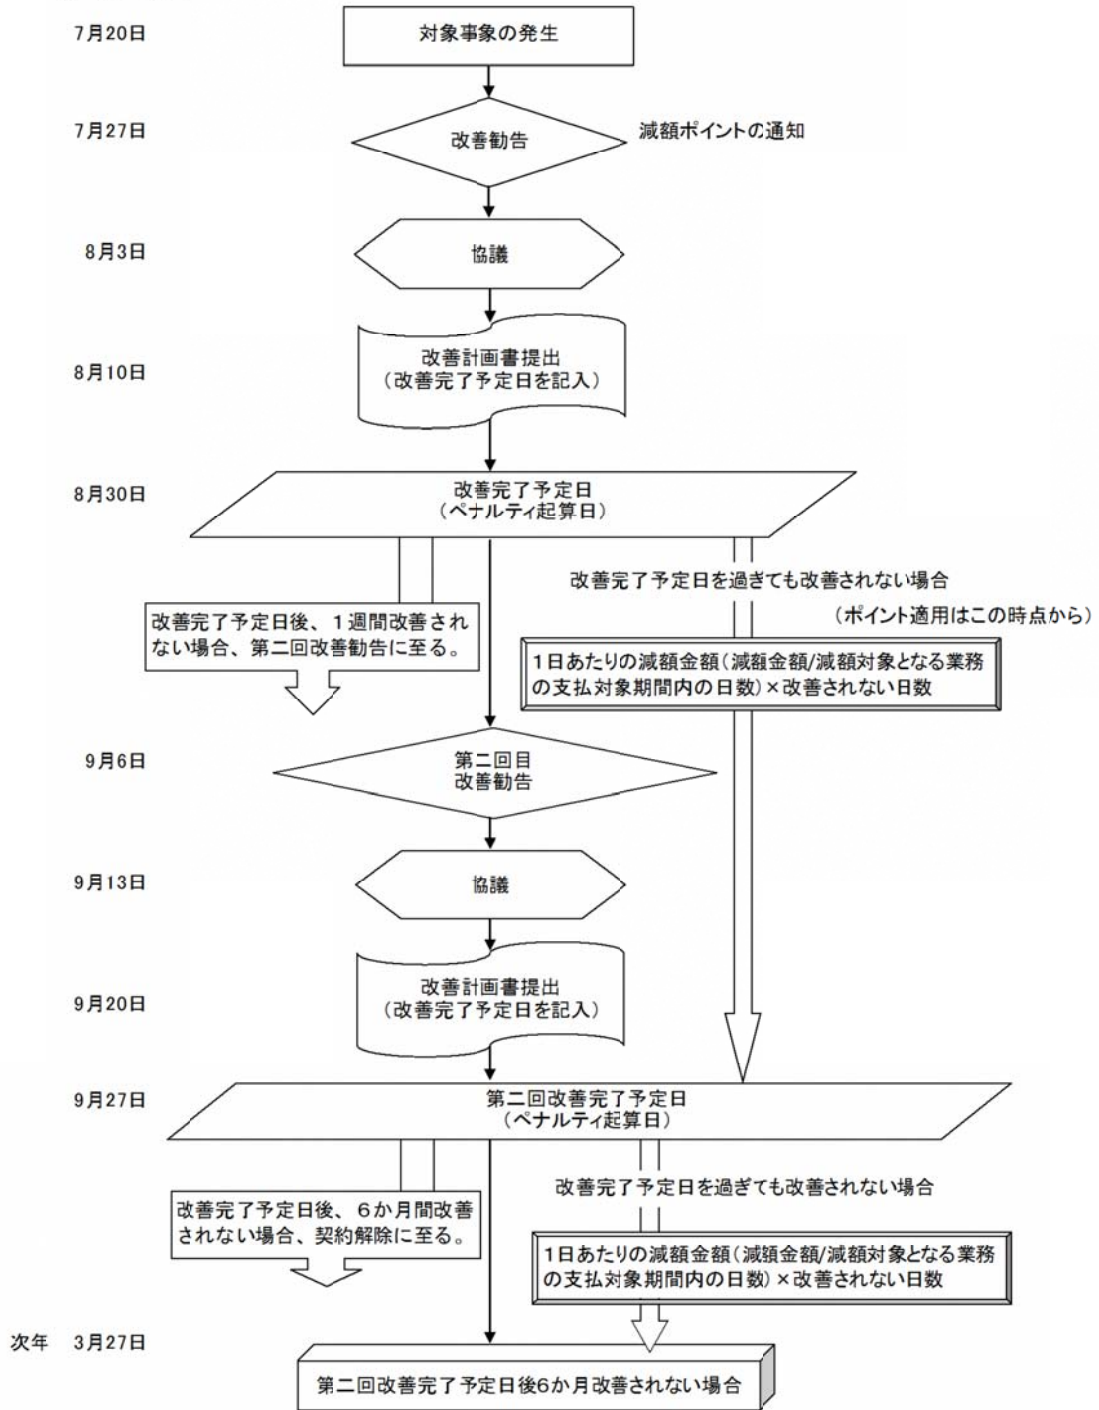 7月20日
対象事象の発生
7月27日
改善勧告
減額ポイントの通知
8月3日
協議
8月10日
改善計画書提出
（改善完了予定日を記入）
8月30日
改善完了予定日
（ペナルティ起算日）
改善完了予定日を過ぎても改善されない場合
（ポイント適用はこの時点から）
改善完了予定日後、1週間改善され
ない場合、第二回改善勧告に至る。
1日あたりの減額金額（減額金額/減額対象となる業務
の支払対象期間内の日数）×改善されない日数
9月6日
第二回目
改善勧告
9月13日
協議
9月20日
改善計画書提出
（改善完了予定日を記入）
9月27日
第二回改善完了予定日
（ペナルティ起算日）
改善完了予定日を過ぎても改善されない場合
改善完了予定日後、6か月間改善
されない場合、契約解除に至る。
1日あたりの減額金額（減額金額/減額対象となる業務
の支払対象期間内の日数）×改善されない日数
次年 3月27日
第二回改善完了予定日後6か月改善されない場合